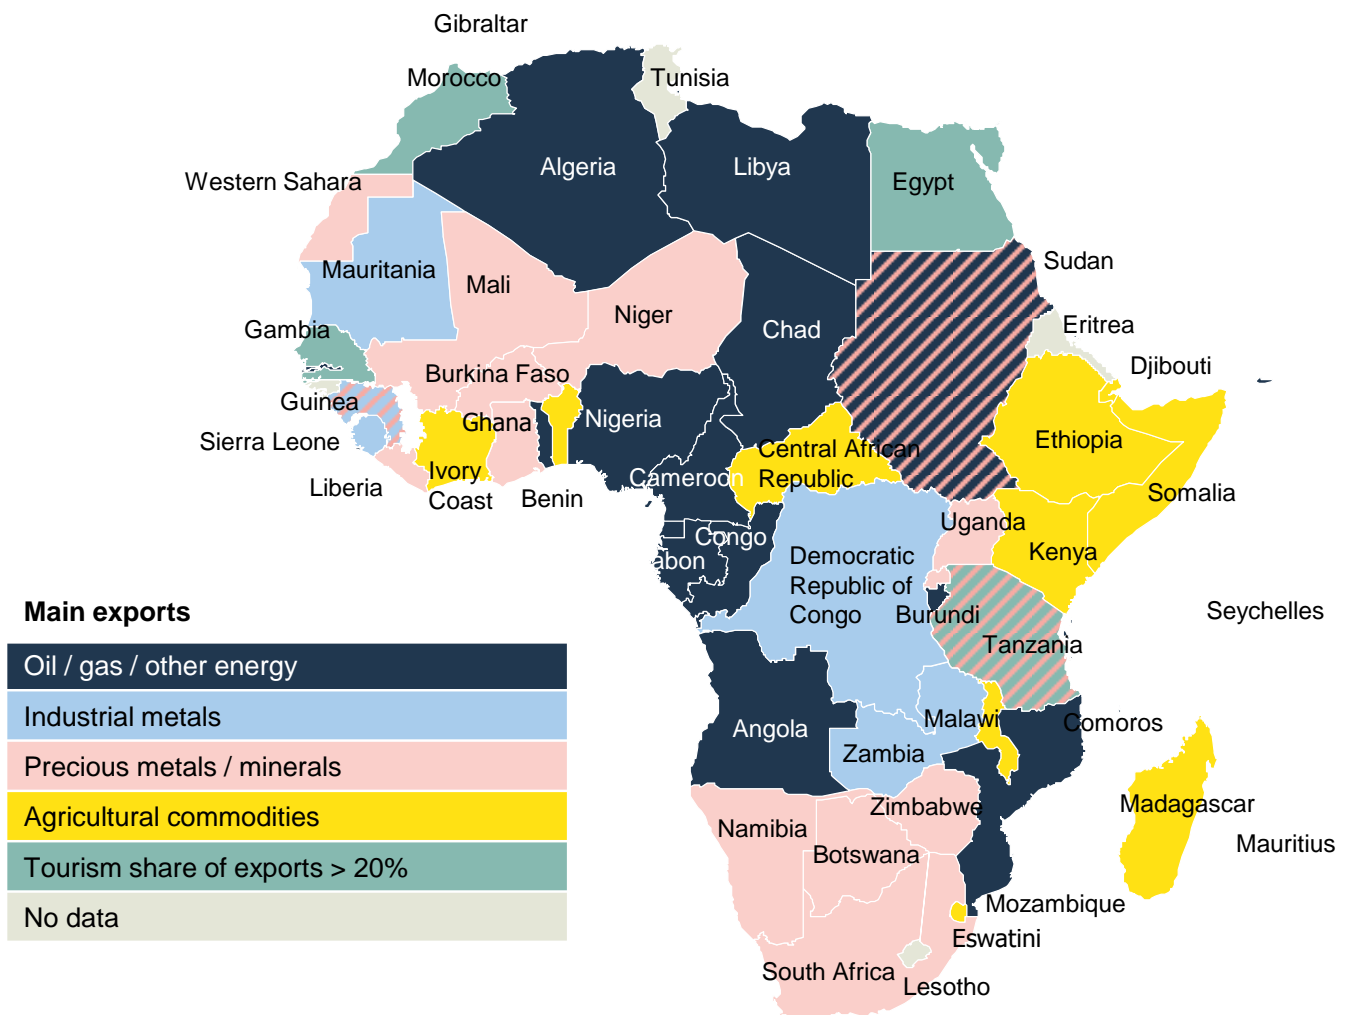 Gibraltar
Morocco
Tunisia
Algeria
Libya
Egypt
Western Sahara
Mauritania
Mali
Niger
Chad
Sudan
Gambia
Eritrea
Djibouti
Burkina Faso
Guinea
Ghana
Nigeria
Sierra Leone
Ethiopia
Central African
Republic
Ivory
Coast
Liberia
Benin
Cameroon
Somalia
Uganda
Congo
abon
Kenya
Democratic
Republic of
Congo
Burundi
Seychelles
Tanzania
Main exports
Oil / gas / other energy
Industrial metals
Precious metals / minerals
Agricultural commodities
Tourism share of exports > 20%
No data
Angola
Malawi
Comoros
Zambia
Zimbabwe
Madagascar
Namibia
Botswana
Mauritius
Mozambique
Eswatini
South Africa
Lesotho